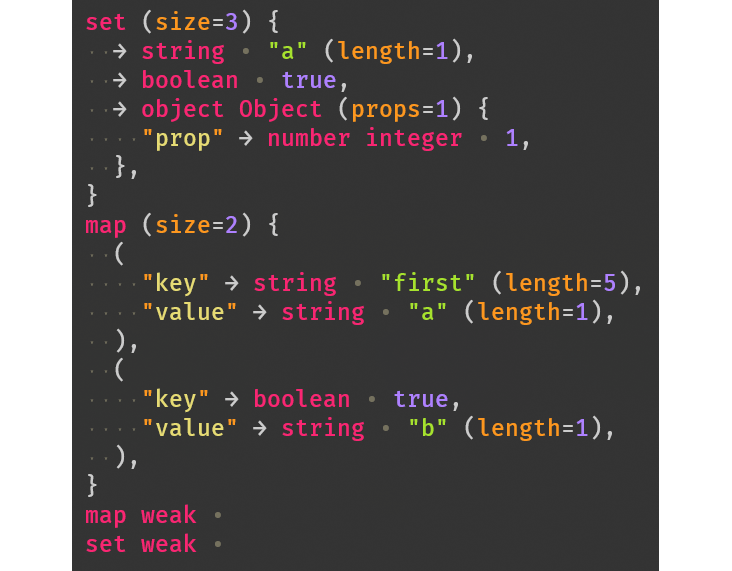 set (size=3) {
··→ string • "a" (length=1),
··→ boolean • true,
··→ object Object (props=1) {
····"prop" → number integer • 1,
··},
}
map (size=2) {
··(
····"key" → string • "first" (length=5),
····"value" → string • "a" (length=1),
··),
··(
····"key" → boolean • true,
····"value" → string • "b" (length=1),
··),
}
map weak •
set weak •